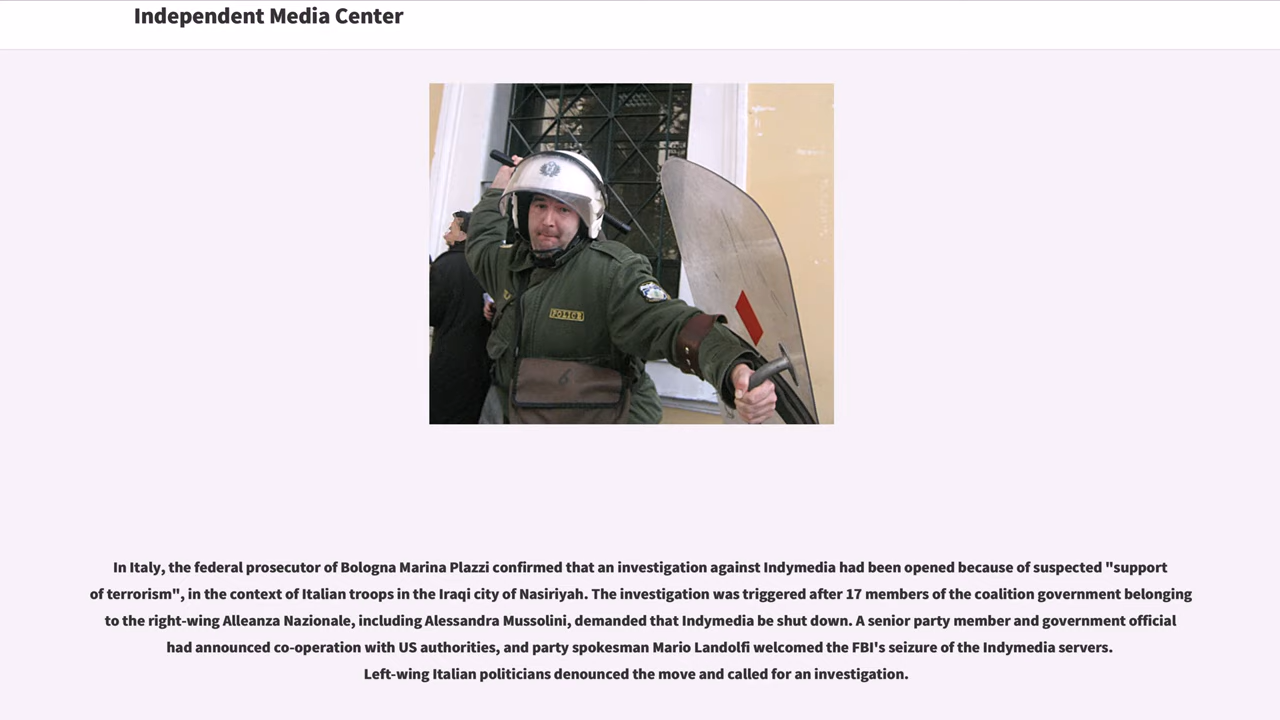 Independent Media Center
POLICE
6
In Italy, the federal prosecutor of Bologna Marina Plazzi confirmed that an investigation against Indymedia had been opened because of suspected "support
of terrorism", in the context of Italian troops in the Iraqi city of Nasiriyah. The investigation was triggered after 17 members of the coalition government belonging
to the right-wing Alleanza Nazionale, including Alessandra Mussolini, demanded that Indymedia be shut down. A senior party member and government official
had announced co-operation with US authorities, and party spokesman Mario Landolfi welcomed the FBI's seizure of the Indymedia servers.
Left-wing Italian politicians denounced the move and called for an investigation.